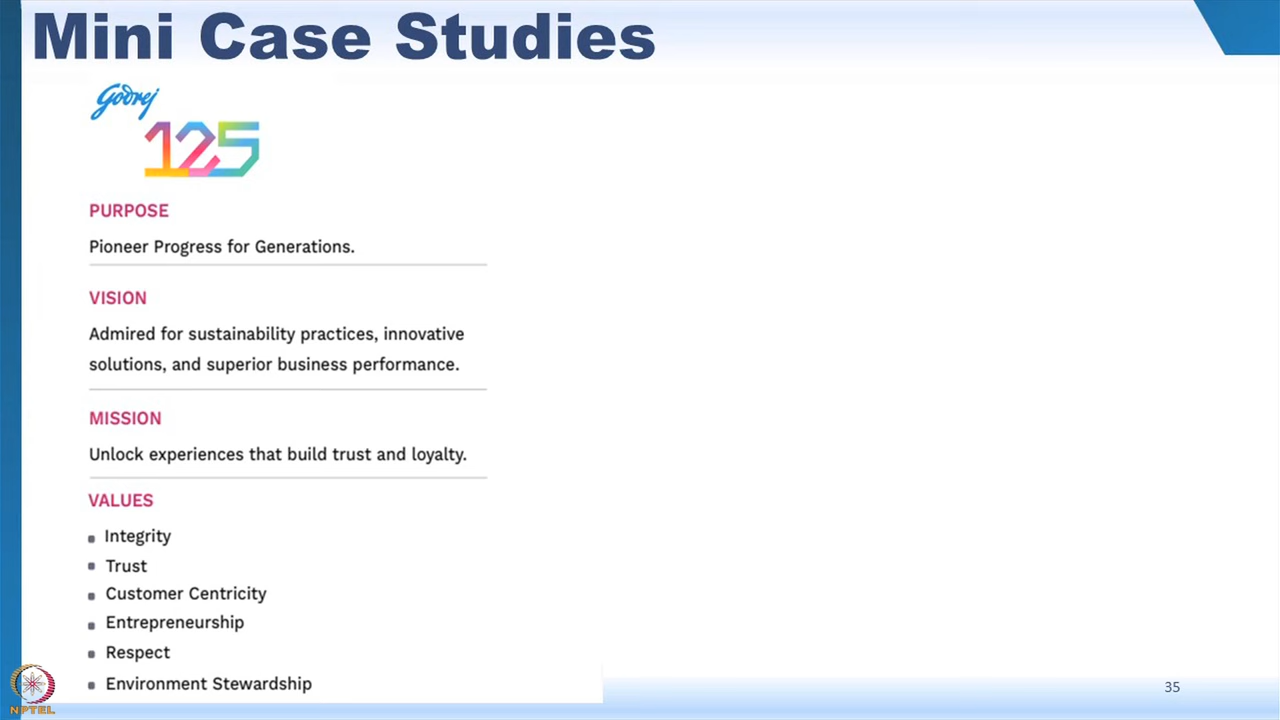 Mini Case Studies
Godrej
125
PURPOSE
Pioneer Progress for Generations.
VISION
Admired for sustainability practices, innovative
solutions, and superior business performance.
MISSION
Unlock experiences that build trust and loyalty.
VALUES
Integrity
Trust
Customer Centricity
Entrepreneurship
Respect
Environment Stewardship
NPTEL
35